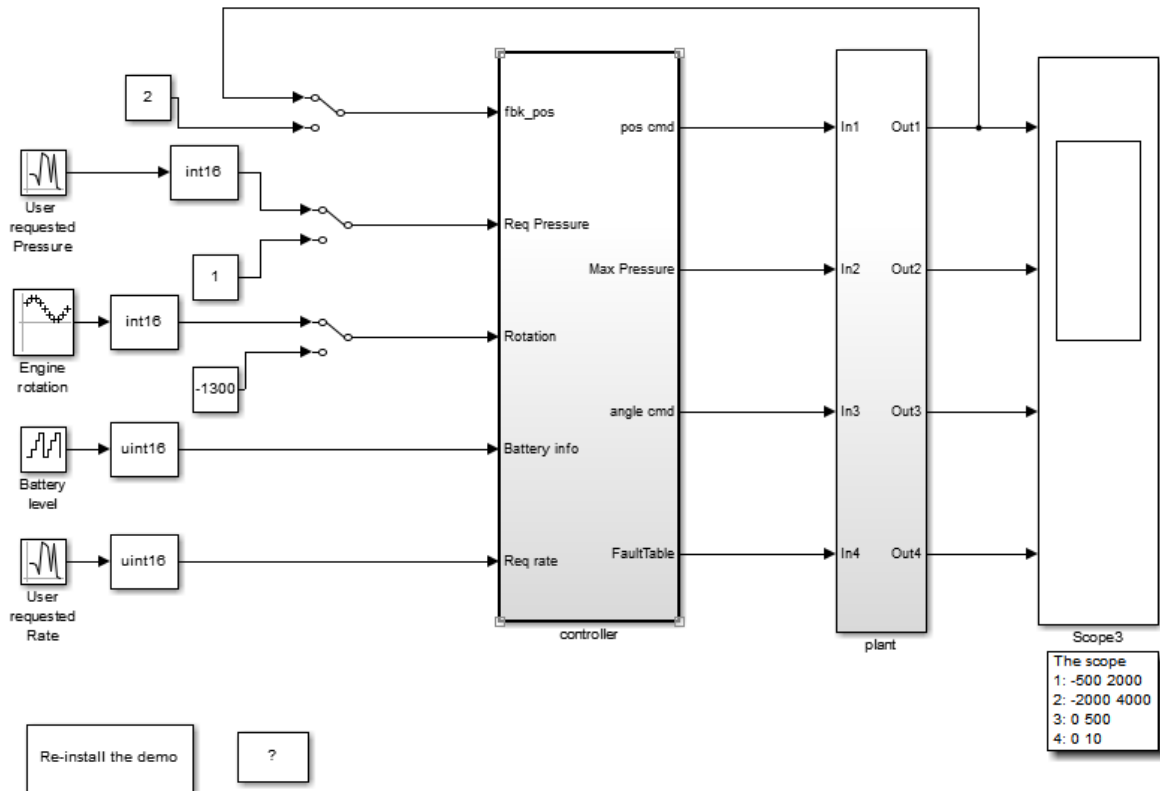 2
fbk_pos
pos cmd
In1
Out1
int16
User
requested
Pressure
Req Pressure
1
Max Pressure
In2
Out2
int16
Rotation
Engine
rotation
-1300
angle cmd
In3
Out3
uint16
Battery info
Battery
level
uint16
Req rate
FaultTable
In4
Out4
User
requested
Rate
controller
plant
Scope3
The scope
1: -500 2000
2: -2000 4000
3: 0 500
4: 0 10
Re-install the demo
?